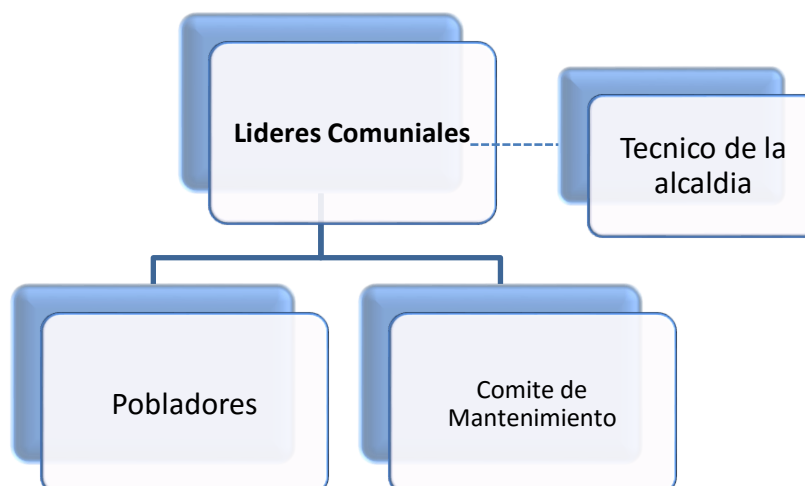 Lideres Comuniales
Tecnico de la
alcaldia
Pobladores
Comite de
Mantenimiento